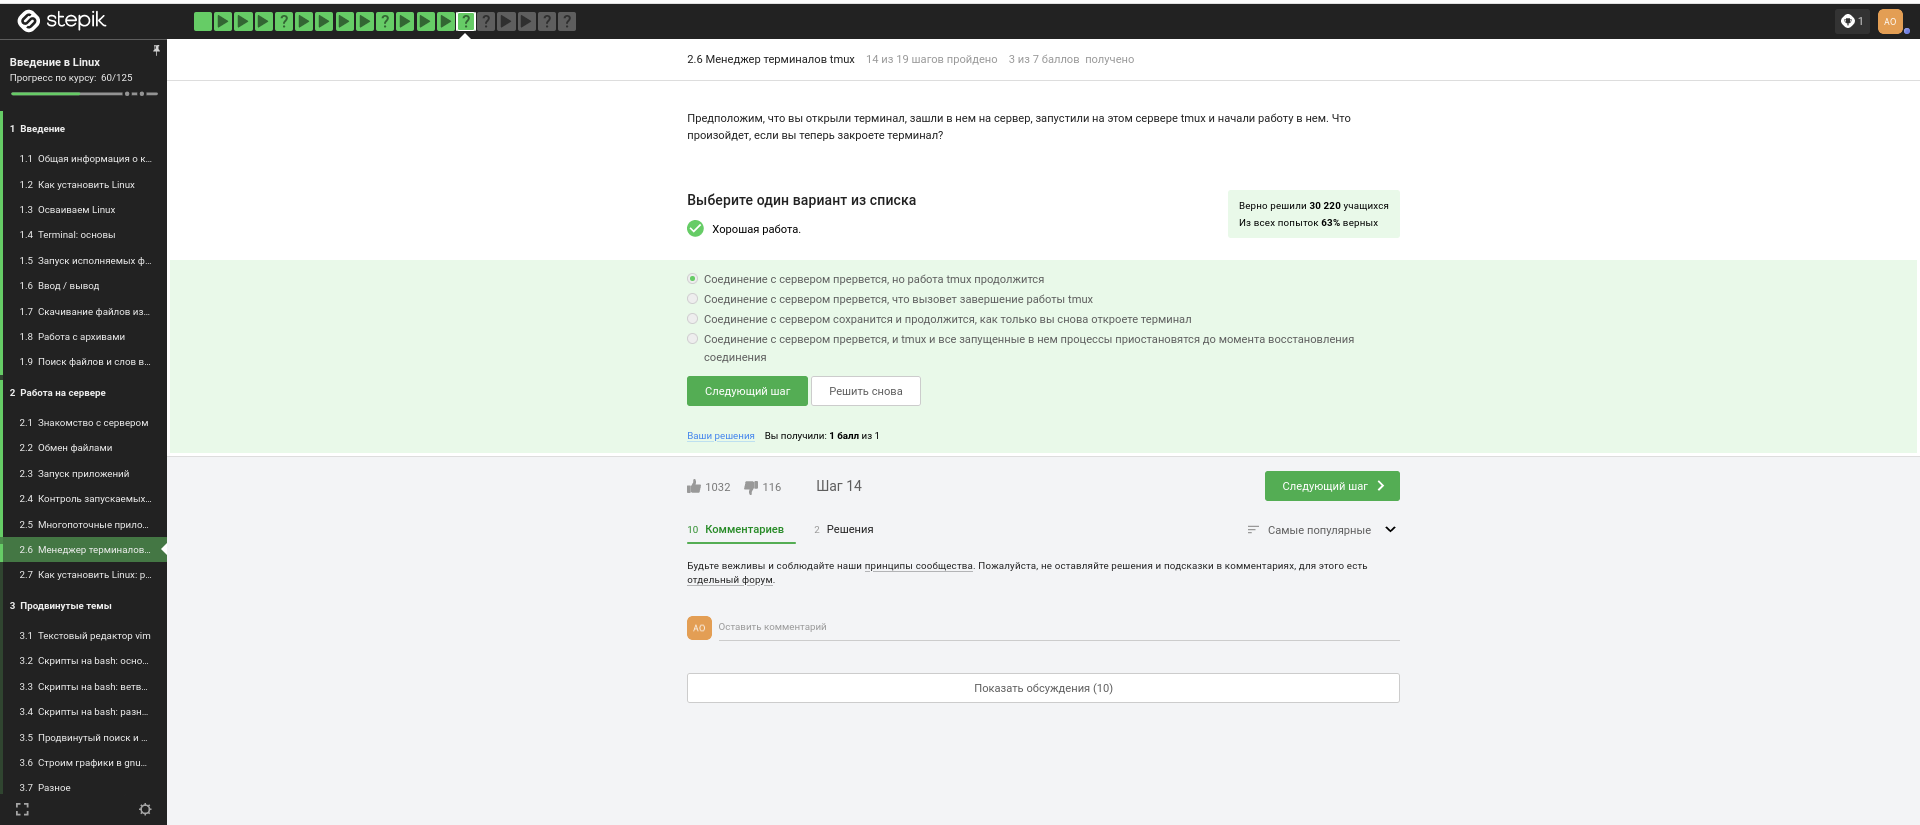 stepik
? ? ? ? ? ?
1
AO
Введение в Linux
Прогресс по курсу: 60/125
1 Введение
1.1 Общая информация о к…
1.2 Как установить Linux
1.3 Осваиваем Linux
1.4 Terminal: основы
1.5 Запуск исполняемых ф…
1.6 Ввод / вывод
1.7 Скачивание файлов из…
1.8 Работа с архивами
1.9 Поиск файлов и слов в…
2 Работа на сервере
2.1 Знакомство с сервером
2.2 Обмен файлами
2.3 Запуск приложений
2.4 Контроль запускаемых…
2.5 Многопоточные прило…
2.6 Менеджер терминалов…
2.7 Как установить Linux: р…
3 Продвинутые темы
3.1 Текстовый редактор vim
3.2 Скрипты на bash: осно…
3.3 Скрипты на bash: ветв…
3.4 Скрипты на bash: разн…
3.5 Продвинутый поиск и …
3.6 Строим графики в gnu…
3.7 Разное
2.6 Менеджер терминалов tmux 14 из 19 шагов пройдено 3 из 7 баллов получено
Предположим, что вы открыли терминал, зашли в нем на сервер, запустили на этом сервере tmux и начали работу в нем. Что
произойдет, если вы теперь закроете терминал?
Выберите один вариант из списка
Хорошая работа.
Верно решили 30 220 учащихся
Из всех попыток 63% верных
Соединение с сервером прервется, но работа tmux продолжится
Соединение с сервером прервется, что вызовет завершение работы tmux
Соединение с сервером сохранится и продолжится, как только вы снова откроете терминал
Соединение с сервером прервется, и tmux и все запущенные в нем процессы приостановятся до момента восстановления
соединения
Следующий шаг Решить снова
Ваши решения Вы получили: 1 балл из 1
1032 116 Шаг 14 Следующий шаг
10 Комментариев 2 Решения Самые популярные
Будьте вежливы и соблюдайте наши принципы сообщества. Пожалуйста, не оставляйте решения и подсказки в комментариях, для этого есть
отдельный форум.
AO Оставить комментарий
Показать обсуждения (10)